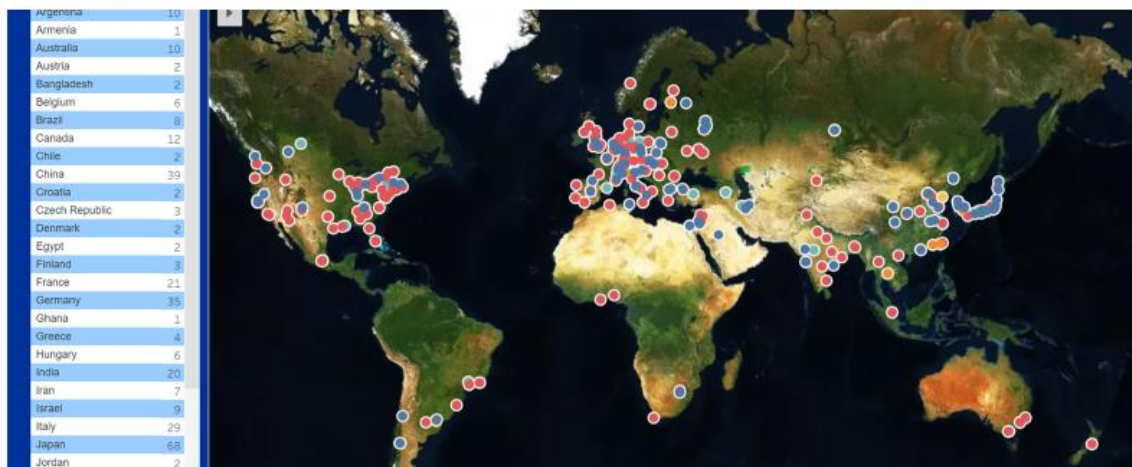 Argentina 10
Armenia 1
Australia 10
Austria 2
Bangladesh 2
Belgium 6
Brazil 8
Canada 12
Chile 2
China 39
Croatia 2
Czech Republic 3
Denmark 2
Egypt 2
Finland 3
France 21
Germany 35
Ghana 1
Greece 4
Hungary 6
India 20
Iran 7
Israel 9
Italy 29
Japan 68
Jordan 2